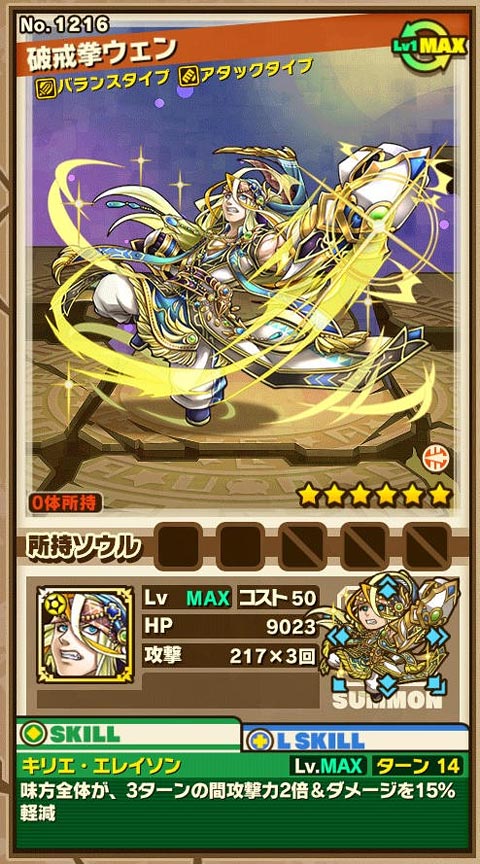 No.1216
破戒拳ウェン
Lv1 MAX
バランスタイプ アタックタイプ
0体所持
所持ソウル
Lv MAX コスト 50
HP 9023
攻撃 217×3回
SUMMON
SKILL
L SKILL
キリエ・エレイソン Lv.MAX ターン 14
味方全体が、3ターンの間攻撃力2倍&ダメージを15%
軽減